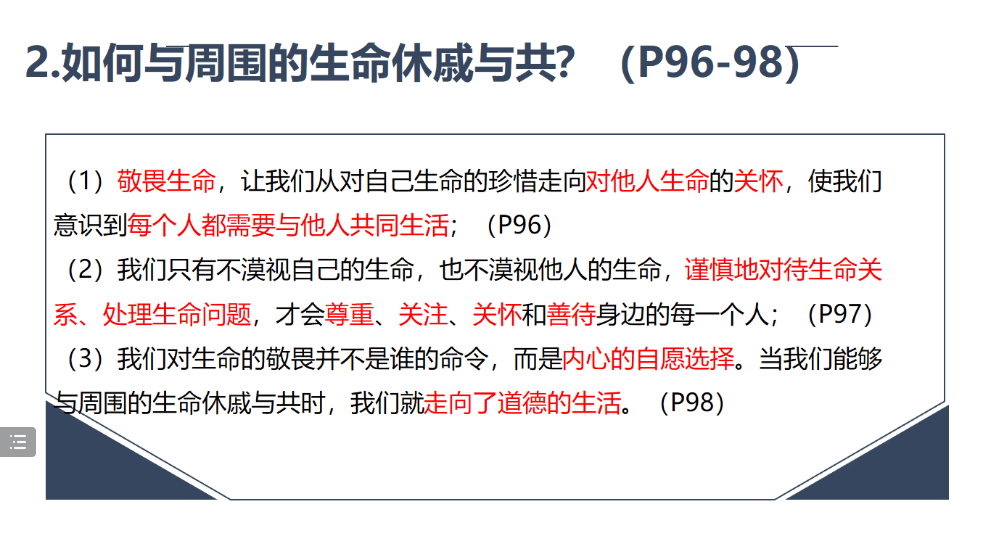 2.如何与周围的生命休戚与共？（P96-98）
（1）敬畏生命，让我们从对自己生命的珍惜走向对他人生命的关怀，使我们
意识到每个人都需要与他人共同生活；（P96）
（2）我们只有不漠视自己的生命，也不漠视他人的生命，谨慎地对待生命关
系、处理生命问题，才会尊重、关注、关怀和善待身边的每一个人；（P97）
（3）我们对生命的敬畏并不是谁的命令，而是内心的自愿选择。当我们能够
与周围的生命休戚与共时，我们就走向了道德的生活。（P98）